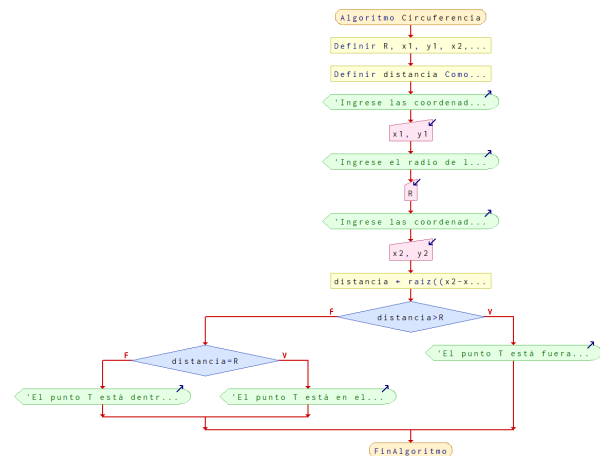 Algoritmo Circuferencia
Definir R, x1, y1, x2,...
Definir distancia Como...
'Ingrese las coordenad...
x1, y1
'Ingrese el radio de l...
R
'Ingrese las coordenad...
x2, y2
distancia ← raiz((x2-x...
F
V
distancia>R
'El punto T está fuera...
F
V
distancia=R
'El punto T está dentr...
'El punto T está en el...
FinAlgoritmo